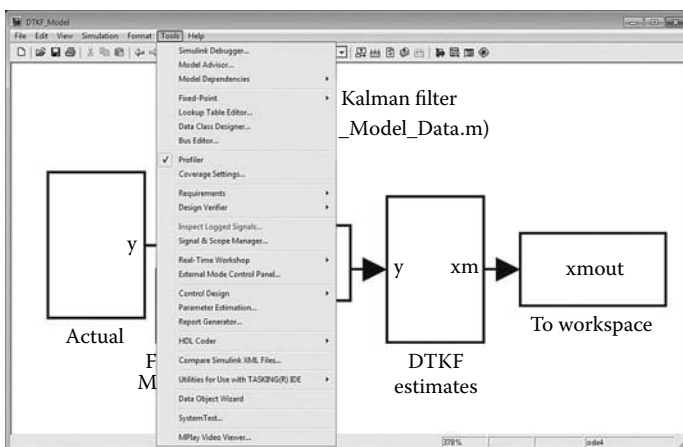 DTKF_Model
File Edit View Simulation Format Tools Help
Simulink Debugger...
Model Advisor...
Model Dependencies
Fixed-Point
Lookup Table Editor...
Data Class Designer...
Bus Editor...
Profiler
Coverage Settings...
Requirements
Design Verifier
Inspect Logged Signals...
Signal & Scope Manager...
Real-Time Workshop
External Mode Control Panel...
Control Design
Parameter Estimation...
Report Generator...
HDL Coder
Compare Simulink XML Files...
Utilities for Use with TASKING(R) IDE
Data Object Wizard
SystemTest...
MPlay Video Viewer...
Kalman filter
_Model_Data.m)
y
y xm
xmout
Actual
F
M
DTKF
estimates
To workspace
378% ode4